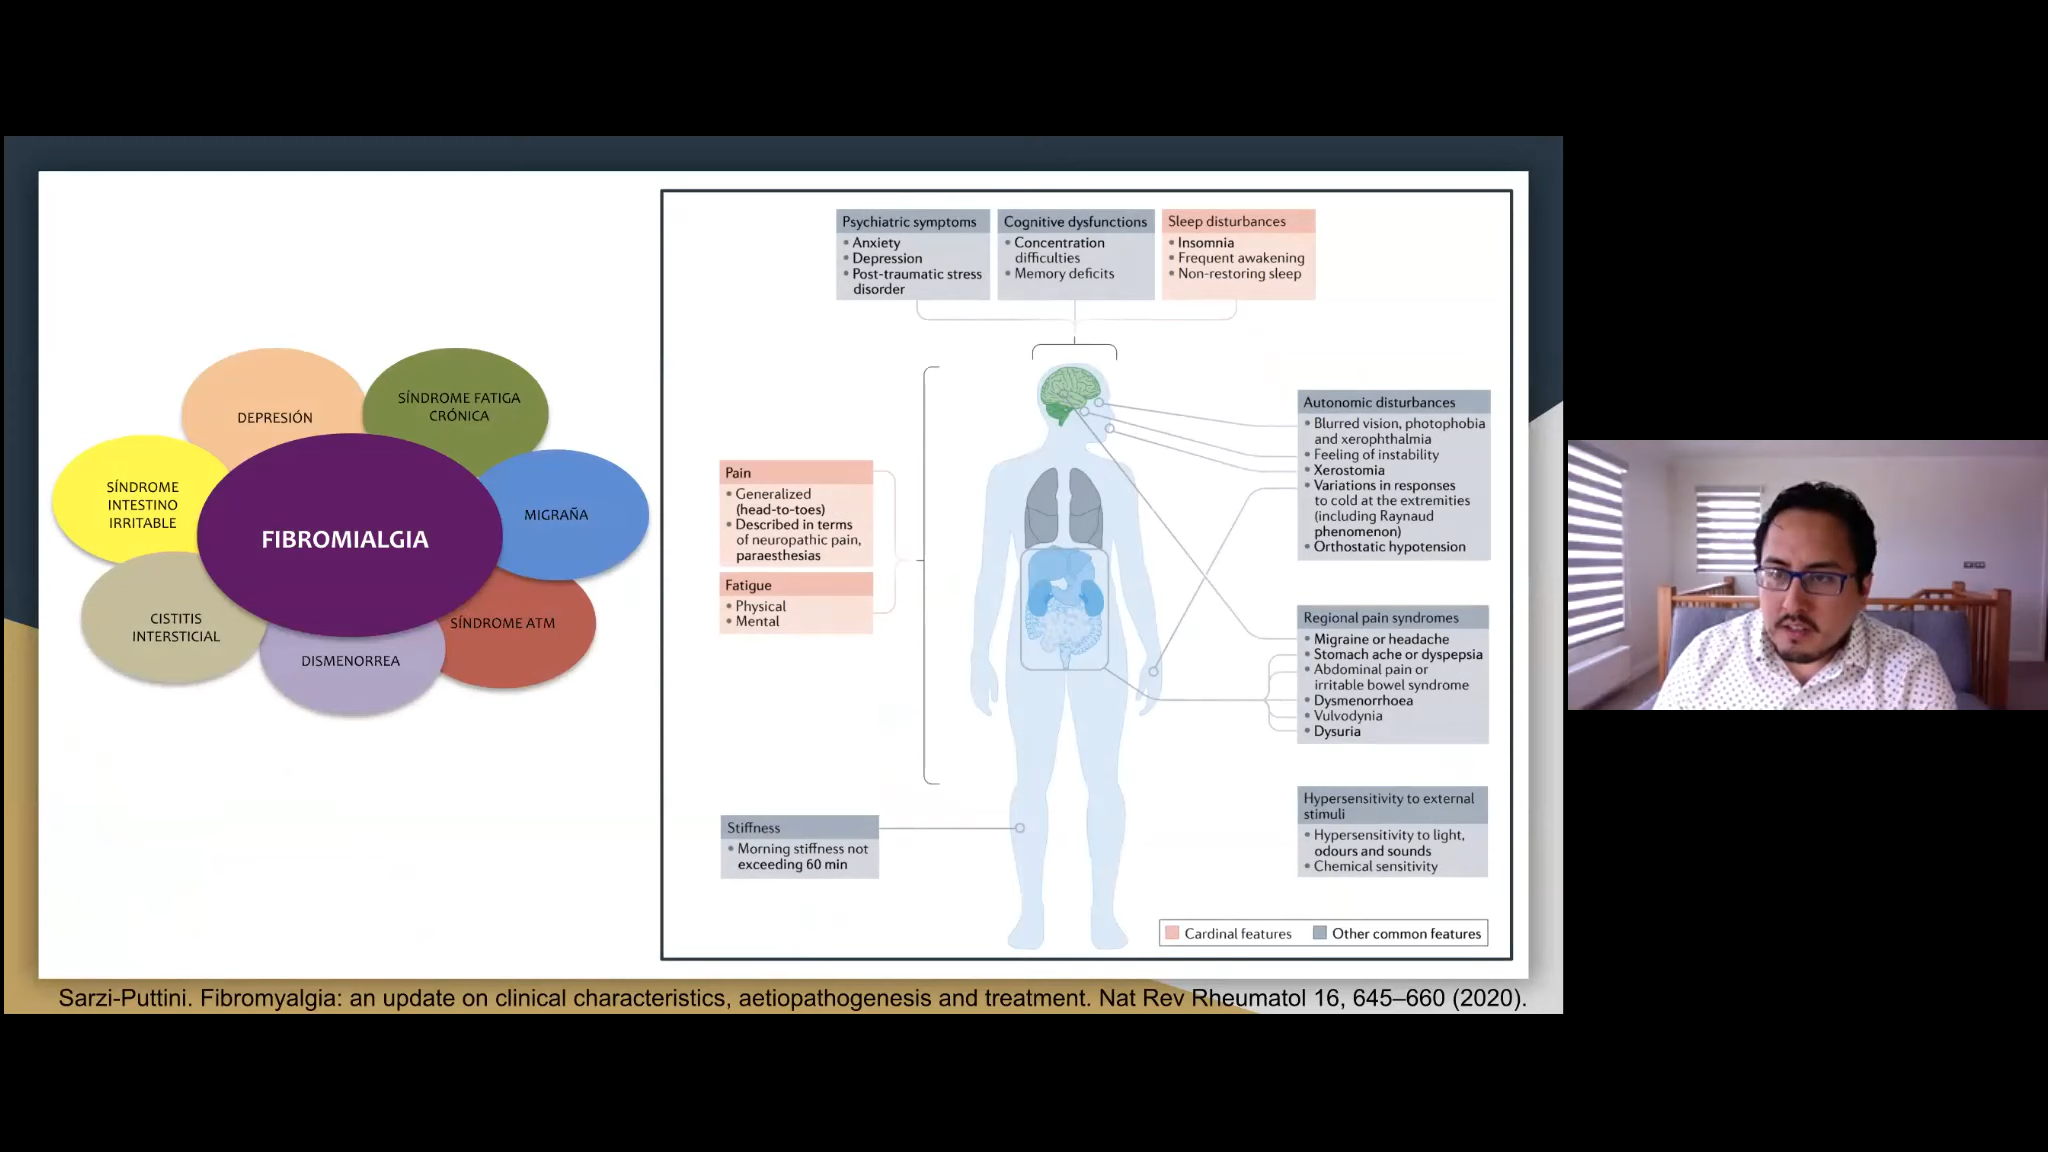 DEPRESIÓN
SÍNDROME FATIGA
CRÓNICA
SÍNDROME
INTESTINO
IRRITABLE
FIBROMIALGIA
MIGRAÑA
CISTITIS
INTERSTICIAL
DISMENORREA
SÍNDROME ATM
Psychiatric symptoms
• Anxiety
• Depression
• Post-traumatic stress
disorder
Cognitive dysfunctions
• Concentration
difficulties
• Memory deficits
Sleep disturbances
• Insomnia
• Frequent awakening
• Non-restoring sleep
Pain
• Generalized
(head-to-toes)
• Described in terms
of neuropathic pain,
paraesthesias
Fatigue
• Physical
• Mental
Stiffness
• Morning stiffness not
exceeding 60 min
Autonomic disturbances
• Blurred vision, photophobia
and xerophthalmia
• Feeling of instability
• Xerostomia
• Variations in responses
to cold at the extremities
(including Raynaud
phenomenon)
• Orthostatic hypotension
Regional pain syndromes
• Migraine or headache
• Stomach ache or dyspepsia
• Abdominal pain or
irritable bowel syndrome
• Dysmenorrhoea
• Vulvodynia
• Dysuria
Hypersensitivity to external
stimuli
• Hypersensitivity to light,
odours and sounds
• Chemical sensitivity
Cardinal features
Other common features
Sarzi-Puttini. Fibromyalgia: an update on clinical characteristics, aetiopathogenesis and treatment. Nat Rev Rheumatol 16, 645–660 (2020).